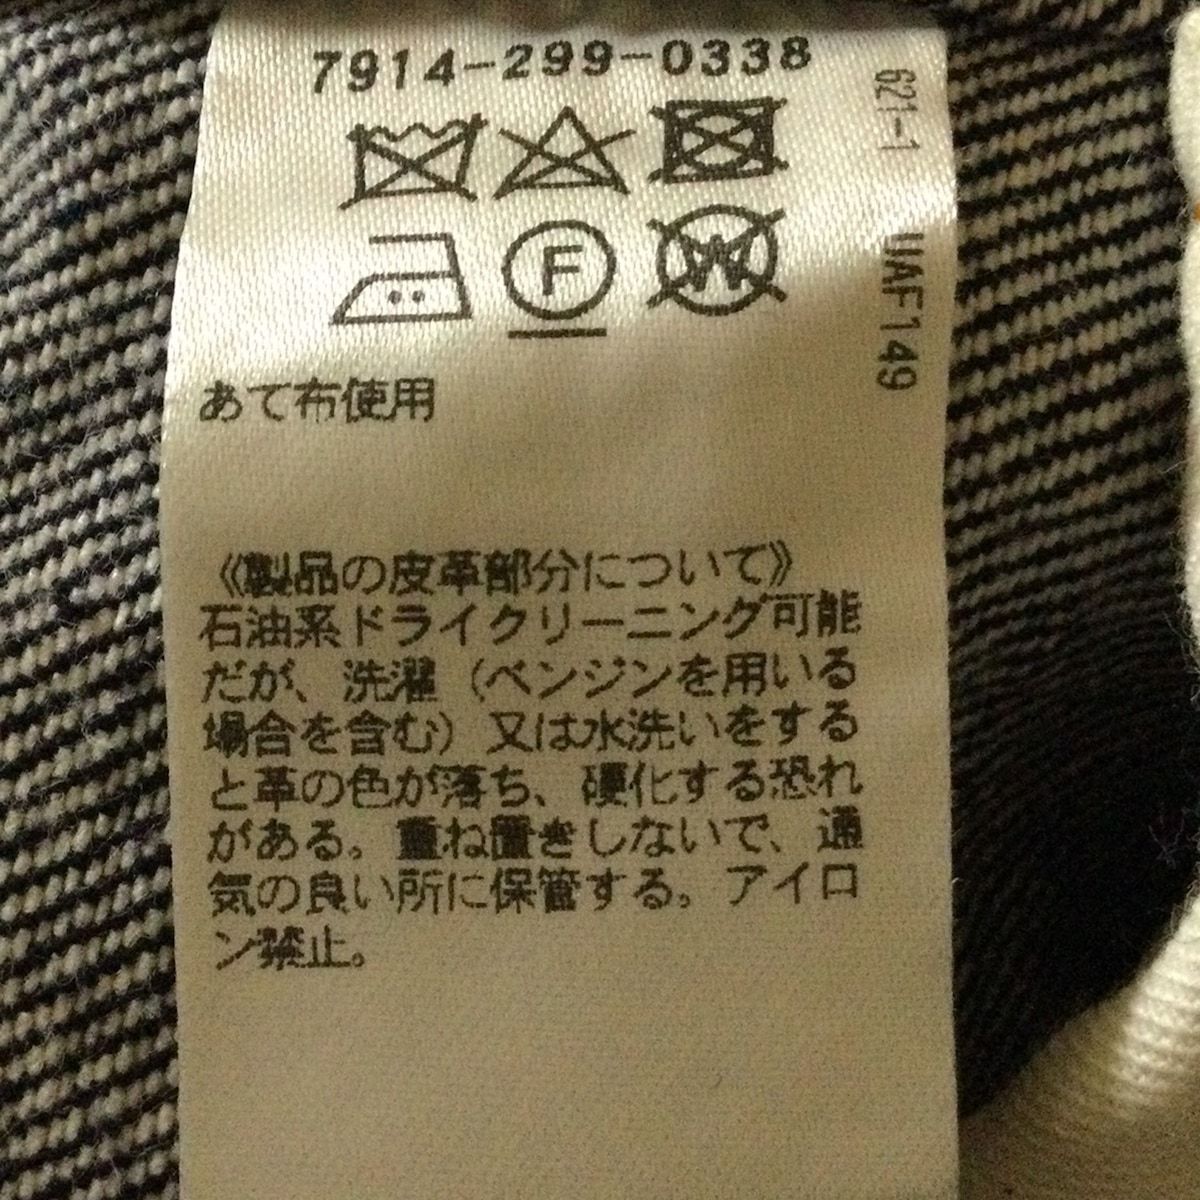 7914-299-0338
621-1 UAF149
F
W
あて布使用
《製品の皮革部分について》
石油系ドライクリーニング可能
だが、洗濯（ベンジンを用いる
場合を含む）又は水洗いをする
と革の色が落ち、硬化する恐れ
がある。重ね置きしないで、通
気の良い所に保管する。アイロ
ン禁止。